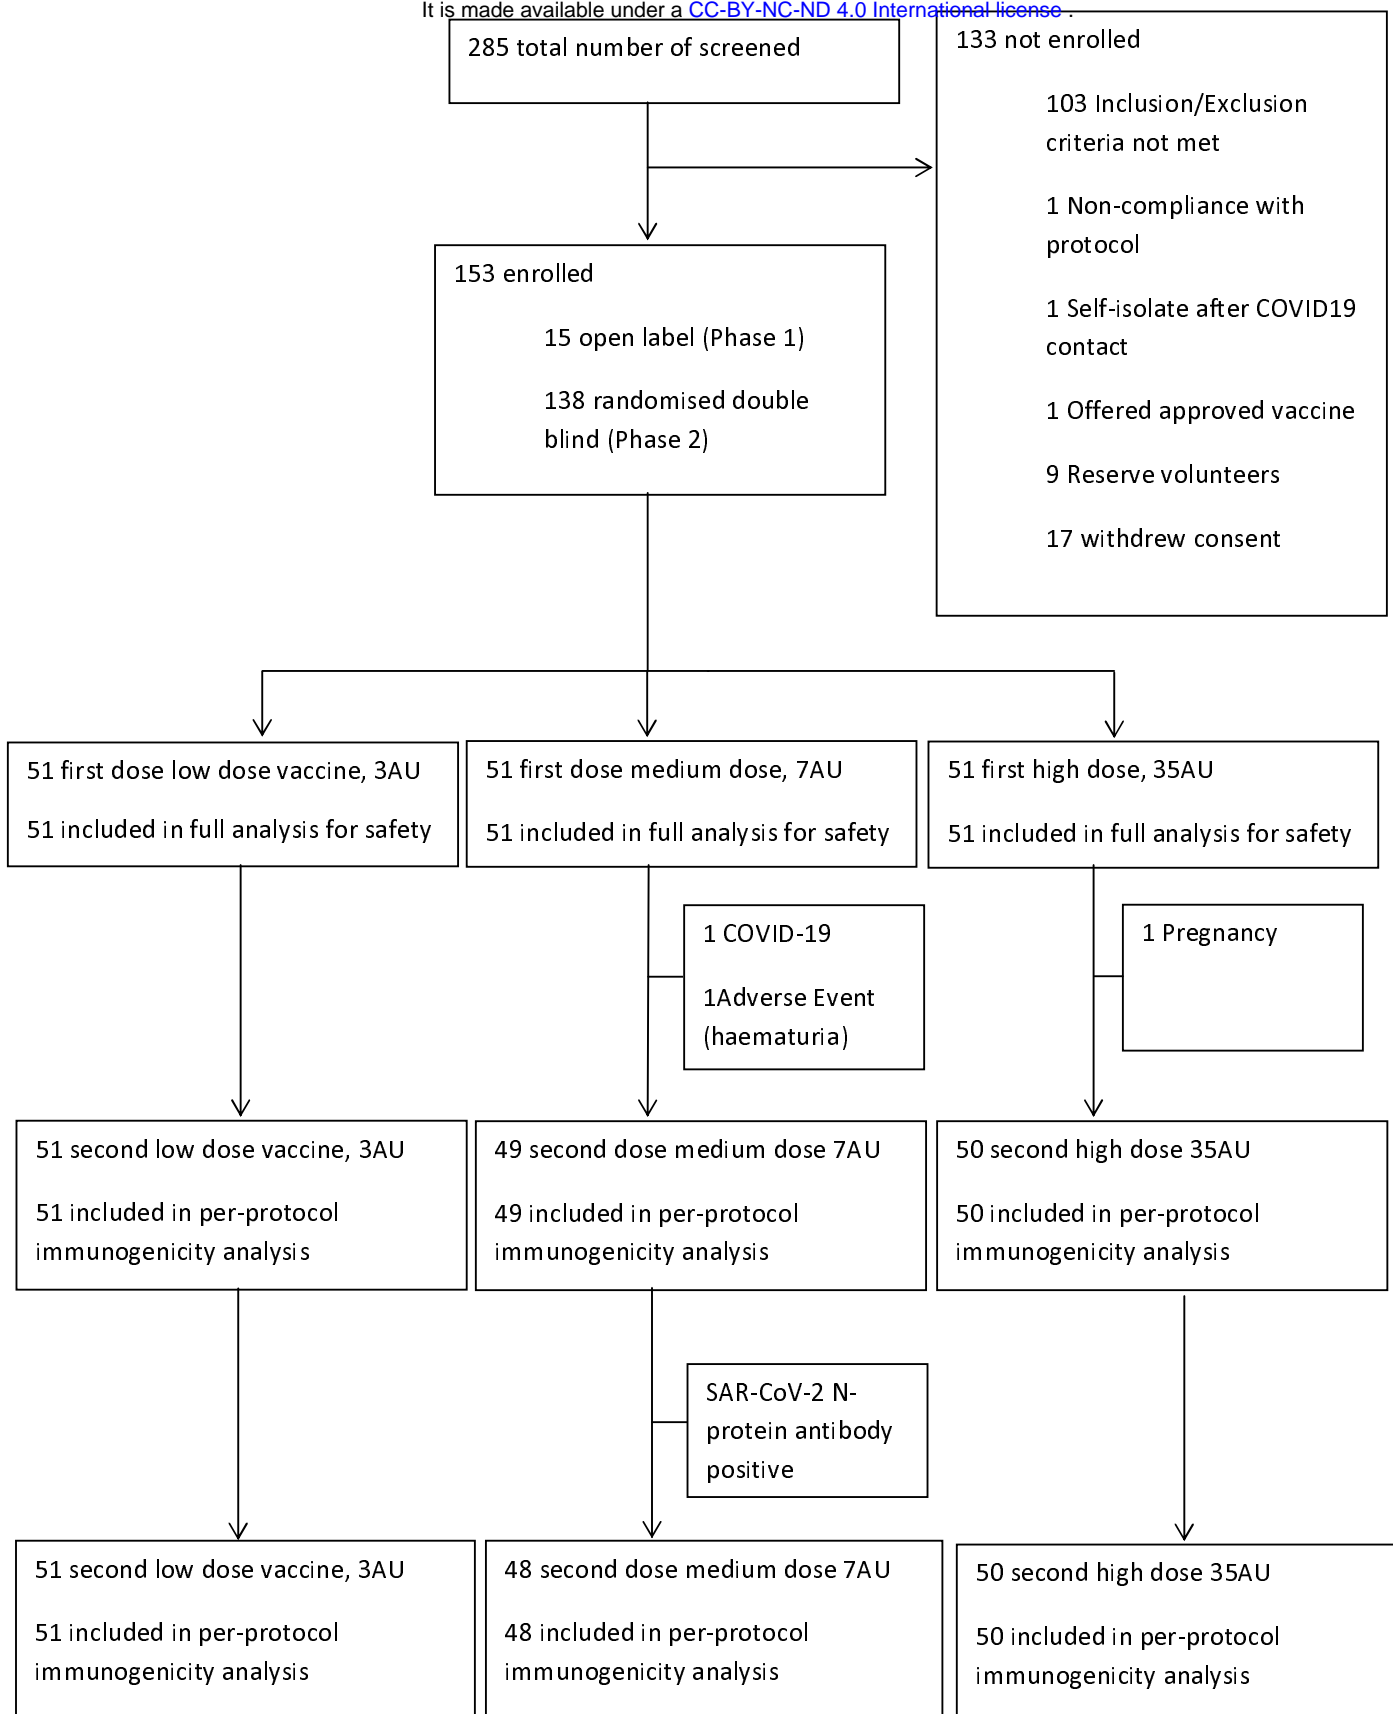 It is made available under a CC-BY-NC-ND 4.0 International license .
285 total number of screened
133 not enrolled
103 Inclusion/Exclusion
criteria not met
1 Non-compliance with
protocol
1 Self-isolate after COVID19
contact
1 Offered approved vaccine
9 Reserve volunteers
17 withdrew consent
153 enrolled
15 open label (Phase 1)
138 randomised double
blind (Phase 2)
51 first dose low dose vaccine, 3AU
51 included in full analysis for safety
51 first dose medium dose, 7AU
51 included in full analysis for safety
51 first high dose, 35AU
51 included in full analysis for safety
1 COVID-19
1Adverse Event
(haematuria)
1 Pregnancy
51 second low dose vaccine, 3AU
51 included in per-protocol
immunogenicity analysis
49 second dose medium dose 7AU
49 included in per-protocol
immunogenicity analysis
50 second high dose 35AU
50 included in per-protocol
immunogenicity analysis
SAR-CoV-2 N-
protein antibody
positive
51 second low dose vaccine, 3AU
51 included in per-protocol
immunogenicity analysis
48 second dose medium dose 7AU
48 included in per-protocol
immunogenicity analysis
50 second high dose 35AU
50 included in per-protocol
immunogenicity analysis